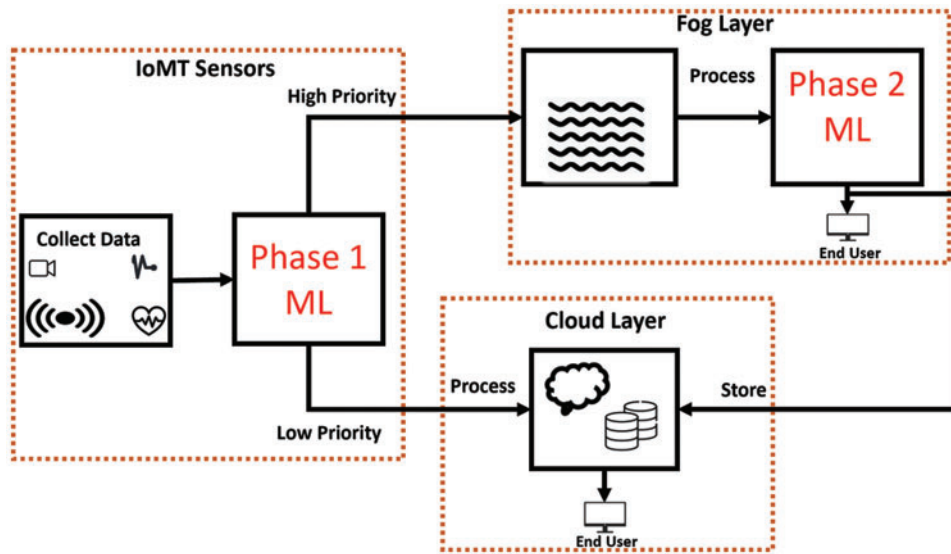 Fog Layer
IoMT Sensors
High Priority
Process
Phase 2
ML
Collect Data
Phase 1
ML
End User
Cloud Layer
Process
Store
Low Priority
End User